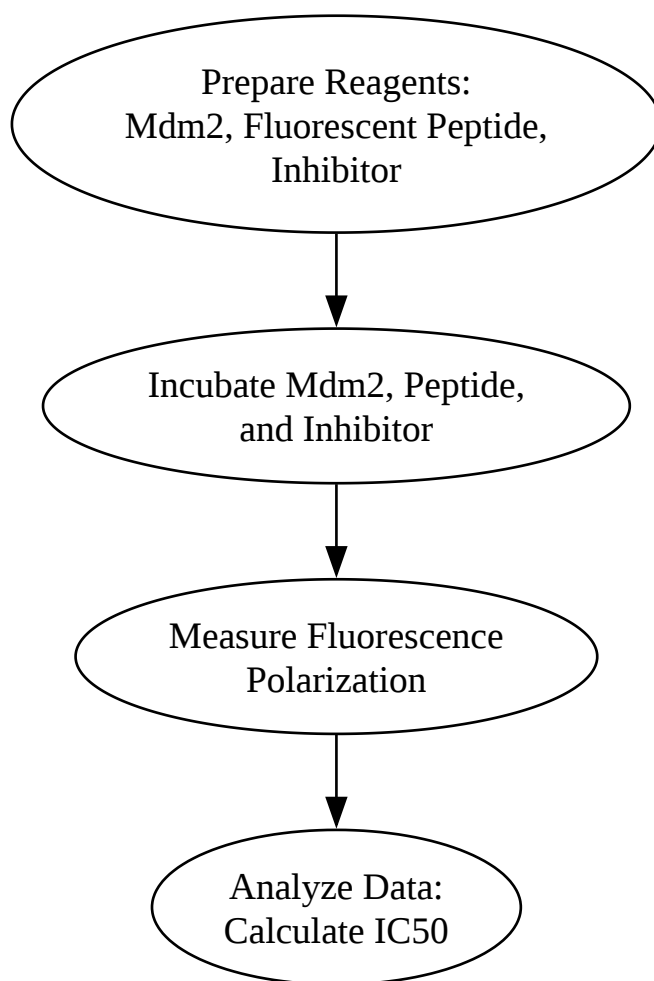 Prepare Reagents:
Mdm2, Fluorescent Peptide,
Inhibitor
Incubate Mdm2, Peptide,
and Inhibitor
Measure Fluorescence
Polarization
Analyze Data:
Calculate IC50